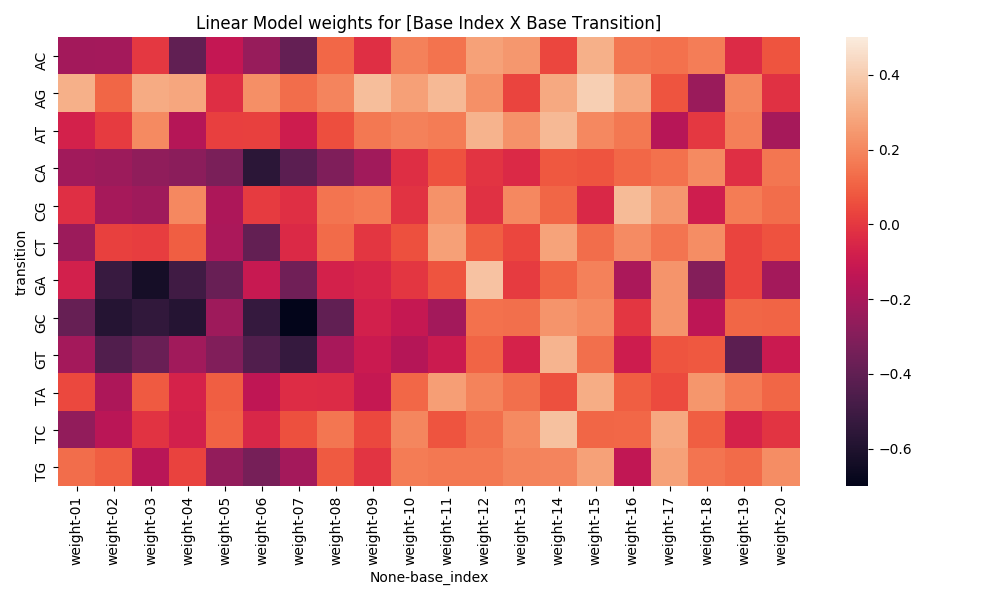 Linear Model weights for [Base Index X Base Transition]
transition
AC
AG
AT
CA
CG
CT
GA
GC
GT
TA
TC
TG
weight-01
weight-02
weight-03
weight-04
weight-05
weight-06
weight-07
weight-08
weight-09
weight-10
weight-11
weight-12
weight-13
weight-14
weight-15
weight-16
weight-17
weight-18
weight-19
weight-20
None-base_index
0.4
0.2
0.0
−0.2
−0.4
−0.6